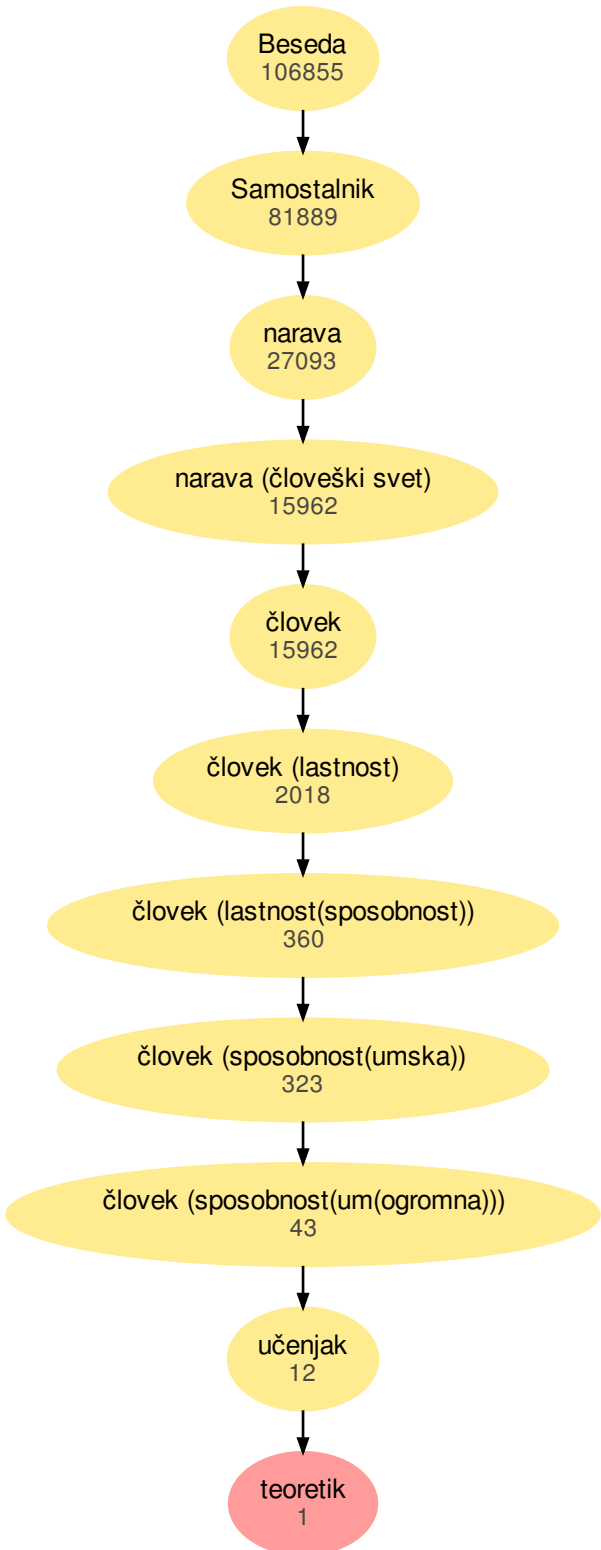 Beseda
106855
Samostalnik
81889
narava
27093
narava (človeški svet)
15962
človek
15962
človek (lastnost)
2018
človek (lastnost(sposobnost))
360
človek (sposobnost(umska))
323
človek (sposobnost(um(ogromna)))
43
učenjak
12
teoretik
1